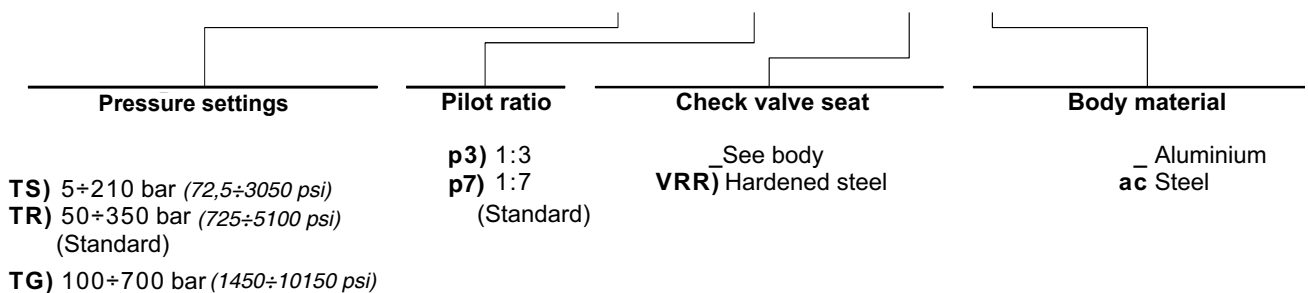 Pressure settings
TS) 5÷210 bar (72,5÷3050 psi)
TR) 50÷350 bar (725÷5100 psi)
(Standard)
TG) 100÷700 bar (1450÷10150 psi)
Pilot ratio
p3) 1:3
p7) 1:7
(Standard)
Check valve seat
_See body
VRR) Hardened steel
Body material
_ Aluminium
ac Steel